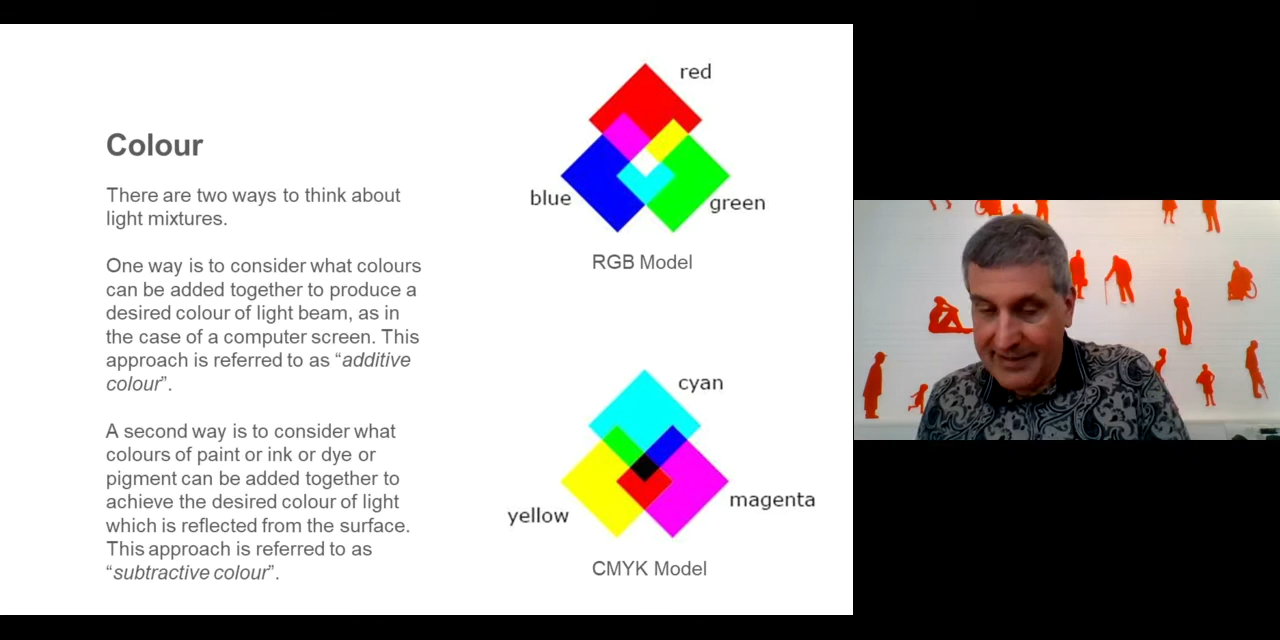 Colour
There are two ways to think about
light mixtures.
One way is to consider what colours
can be added together to produce a
desired colour of light beam, as in
the case of a computer screen. This
approach is referred to as “additive
colour”.
A second way is to consider what
colours of paint or ink or dye or
pigment can be added together to
achieve the desired colour of light
which is reflected from the surface.
This approach is referred to as
“subtractive colour”.
red
blue
green
RGB Model
cyan
yellow
magenta
CMYK Model